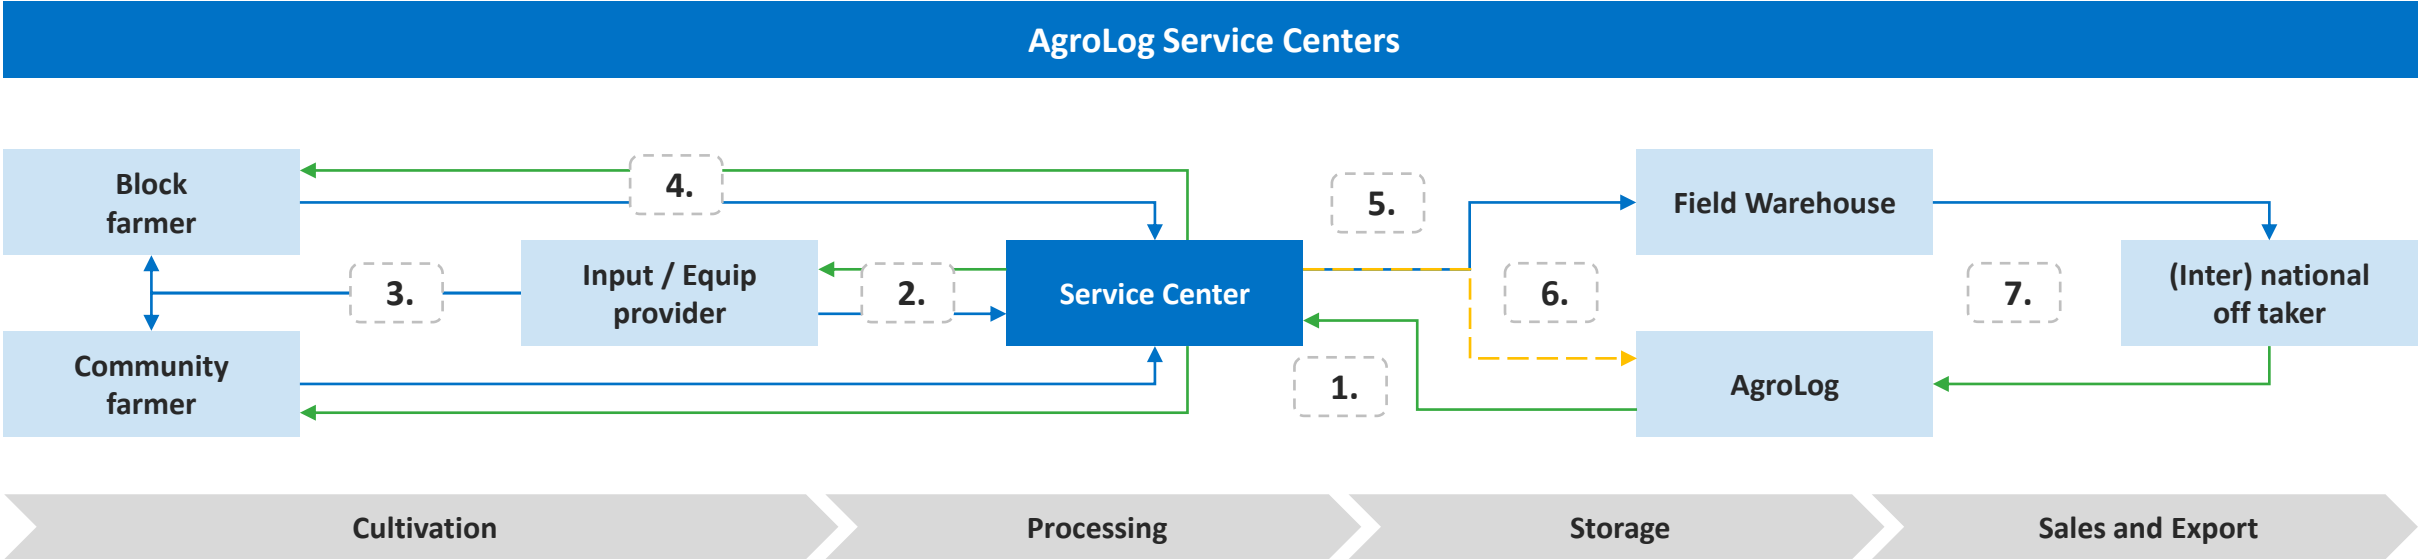 AgroLog Service Centers
Block
farmer
4.
5.
Field Warehouse
3.
Input / Equip
provider
2.
Service Center
6.
7.
(Inter) national
off taker
Community
farmer
1.
AgroLog
Cultivation
Processing
Storage
Sales and Export